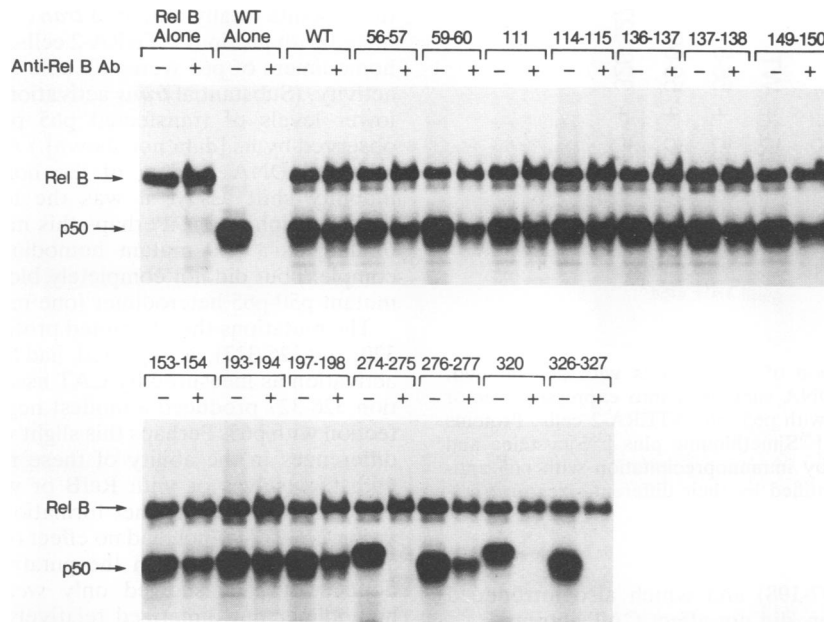 Rel B Alone WT Alone WT 56-57 59-60 111 114-115 136-137 137-138 149-150
Anti-Rel B Ab – + – + – + – + – + – + – + – + – + – +
Rel B
p50
153-154 193-194 197-198 274-275 276-277 320 326-327
– + – + – + – + – + – + – +
Rel B
p50